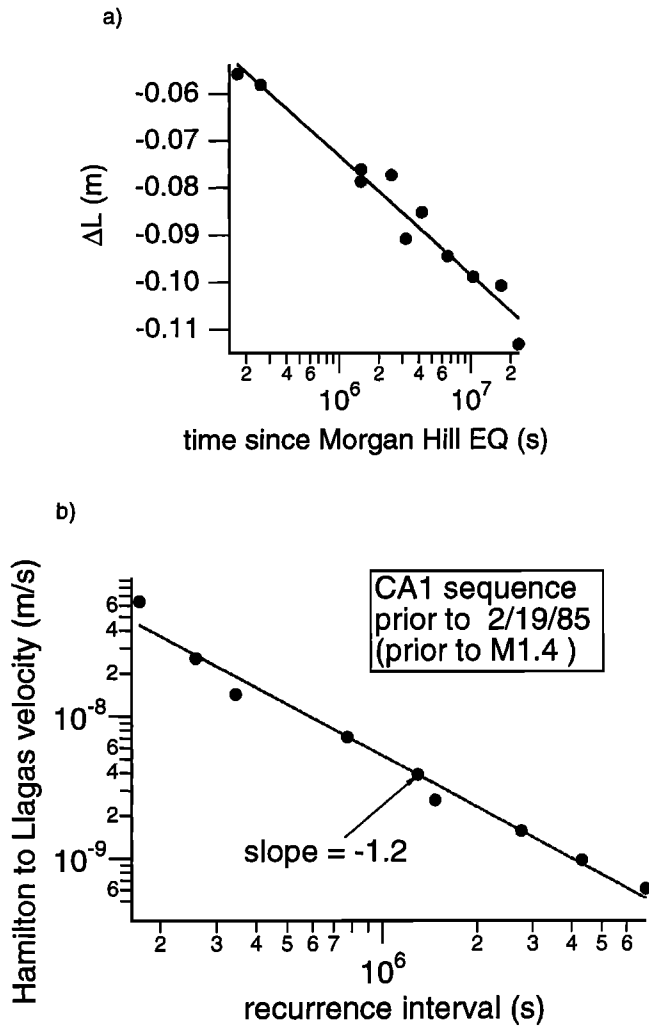 a)
-0.06
-0.07
-0.08
-0.09
-0.10
-0.11
ΔL (m)
2 4 6 10^6 2 4 6 10^7 2
time since Morgan Hill EQ (s)
b)
Hamilton to Llagas velocity (m/s)
6
4
2
10^-8
6
4
2
10^-9
6
CA1 sequence
prior to 2/19/85
(prior to M1.4 )
slope = -1.2
2 3 4 5 6 7 10^6 2 3 4 5 6
recurrence interval (s)